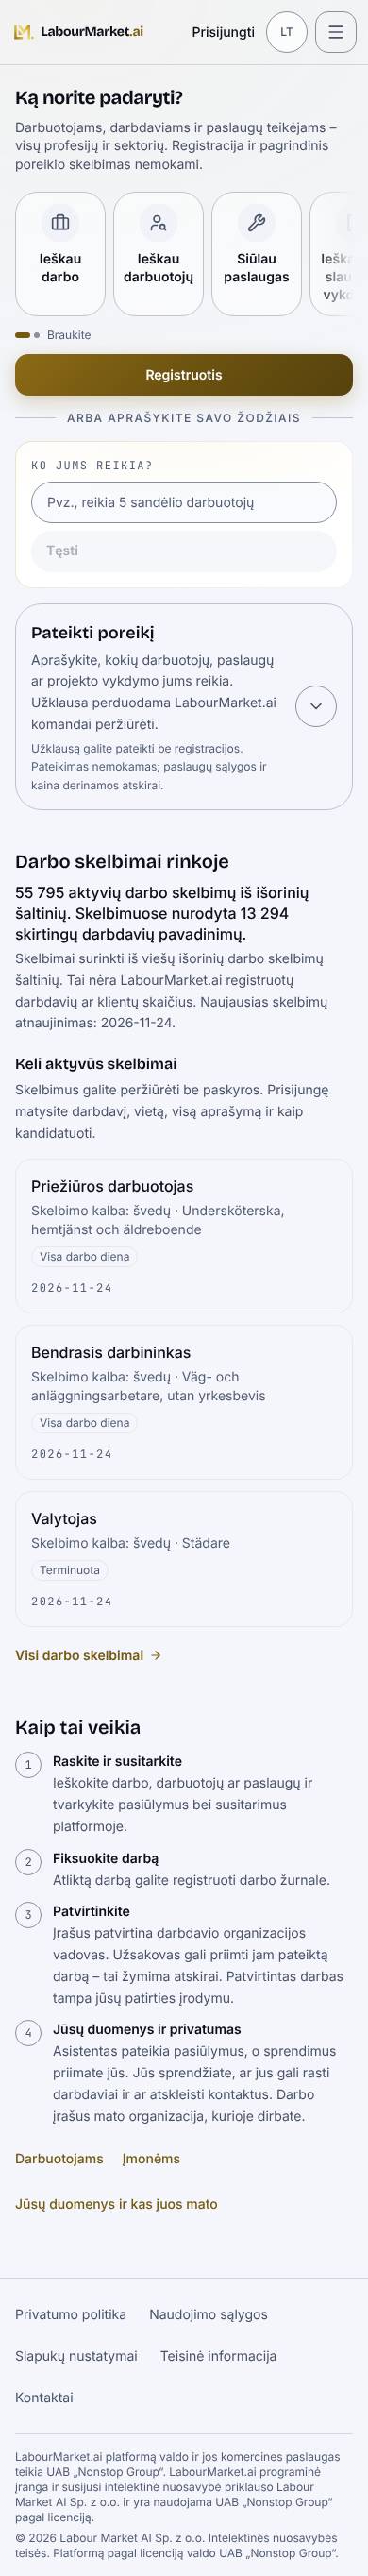 LabourMarket.ai
Prisijungti
LT
Ką norite padaryti?
Darbuotojams, darbdaviams ir paslaugų teikėjams –
visų profesijų ir sektorių. Registracija ir pagrindinis
poreikio skelbimas nemokami.
Ieškau
darbo
Ieškau
darbuotojų
Siūlau
paslaugas
Braukite
Registruotis
ARBA APRAŠYKITE SAVO ŽODŽIAIS
KO JUMS REIKIA?
Pvz., reikia 5 sandėlio darbuotojų
Tęsti
Pateikti poreikį
Aprašykite, kokių darbuotojų, paslaugų
ar projekto vykdymo jums reikia.
Užklausa perduodama LabourMarket.ai
komandai peržiūrėti.
Užklausą galite pateikti be registracijos.
Pateikimas nemokamas; paslaugų sąlygos ir
kaina derinamos atskirai.
Darbo skelbimai rinkoje
55 795 aktyvių darbo skelbimų iš išorinių
šaltinių. Skelbimuose nurodyta 13 294
skirtingų darbdavių pavadinimų.
Skelbimai surinkti iš viešų išorinių darbo skelbimų
šaltinių. Tai nėra LabourMarket.ai registruotų
darbdavių ar klientų skaičius. Naujausias skelbimų
atnaujinimas: 2026-11-24.
Keli aktyvūs skelbimai
Skelbimus galite peržiūrėti be paskyros. Prisijungę
matysite darbdavį, vietą, visą aprašymą ir kaip
kandidatuoti.
Priežiūros darbuotojas
Skelbimo kalba: švedų · Undersköterska,
hemtjänst och äldreboende
Visa darbo diena
2026-11-24
Bendrasis darbininkas
Skelbimo kalba: švedų · Väg- och
anläggningsarbetare, utan yrkesbevis
Visa darbo diena
2026-11-24
Valytojas
Skelbimo kalba: švedų · Städare
Terminuota
2026-11-24
Visi darbo skelbimai →
Kaip tai veikia
1 Raskite ir susitarkite
Ieškokite darbo, darbuotojų ar paslaugų ir
tvarkykite pasiūlymus bei susitarimus
platformoje.
2 Fiksuokite darbą
Atliktą darbą galite registruoti darbo žurnale.
3 Patvirtinkite
Įrašus patvirtina darbdavio organizacijos
vadovas. Užsakovas gali priimti jam pateiktą
darbą – tai žymima atskirai. Patvirtintas darbas
tampa jūsų patirties įrodymu.
4 Jūsų duomenys ir privatumas
Asistentas pateikia pasiūlymus, o sprendimus
priimate jūs. Jūs sprendžiate, ar jus gali rasti
darbdaviai ir ar atskleisti kontaktus. Darbo
įrašus mato organizacija, kurioje dirbate.
Darbuotojams Įmonėms
Jūsų duomenys ir kas juos mato
Privatumo politika Naudojimo sąlygos
Slapukų nustatymai Teisinė informacija
Kontaktai
LabourMarket.ai platformą valdo ir jos komercines paslaugas
teikia UAB „Nonstop Group“. LabourMarket.ai programinė
įranga ir susijusi intelektinė nuosavybė priklauso Labour
Market AI Sp. z o.o. ir yra naudojama UAB „Nonstop Group“
pagal licenciją.
© 2026 Labour Market AI Sp. z o.o. Intelektinės nuosavybės
teisės. Platformą pagal licenciją valdo UAB „Nonstop Group“.